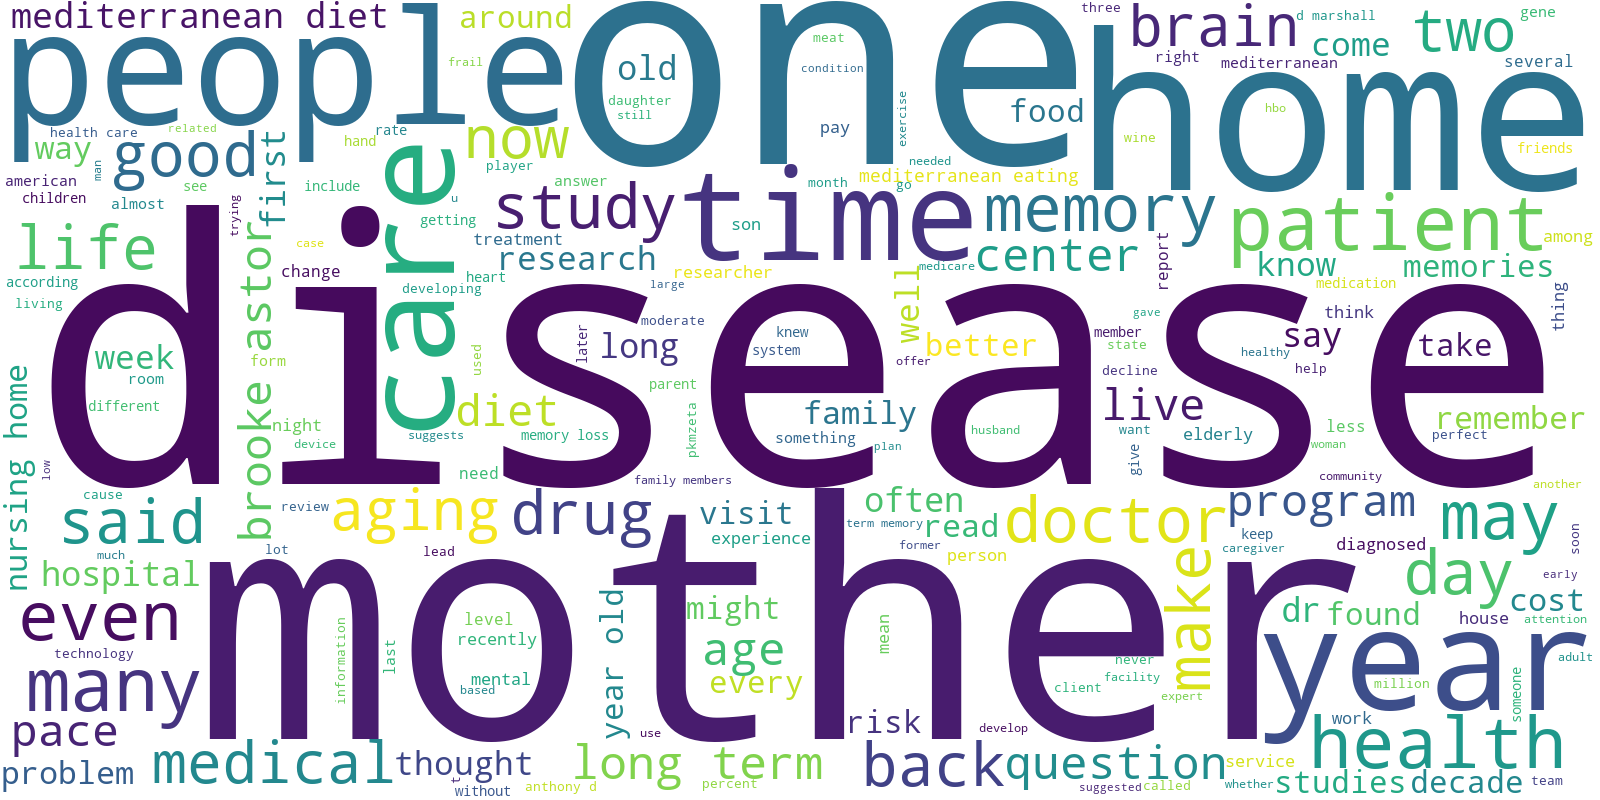 mediterranean diet
people
one
home
around
frail
old
daughter
still
meat
condition
three
brain
right
d marshall
mediterranean
come
two
gene
several
hbo
wine
friends
food
pay
exercise
needed
go
mediterranean eating
health care
related
way
good
first
rate
hand
now
player
answer
american
man
see
include
children
almost
trying
care
u
getting
study
time
son
month
memory
patient
among
life
according
living
case
change
brooke astor
treatment
research
heart
developing
researcher
large
well
medicare
center
report
know
memories
medication
thing
disease
week
room
different
form
night
device
used
later
long
moderate
knew
system
parent
better
offer
gave
member
state
decline
think
say
healthy
help
take
nursing home
low
diet
suggests
memory loss
pkmzeta
family
something
plan
husband
live
want
elderly
give
less
woman
remember
perfect
need
family members
community
another
cause
said
much
review
aging
drug
visit
experience
often
term memory
read
former
person
doctor
program
keep
caregiver
diagnosed
may
soon
early
hospital
lot
lead
mother
even
technology
level
recently
mental
based
information
last
year old
might
age
every
mean
never
facility
client
expert
make
dr
found
day
cost
house
attention
year
adult
million
someone
many
pace
use
risk
develop
work
health
problem
medical
thought
t
without
long term
anthony d
percent
back
question
suggested
called
service
whether
studies
decade
team